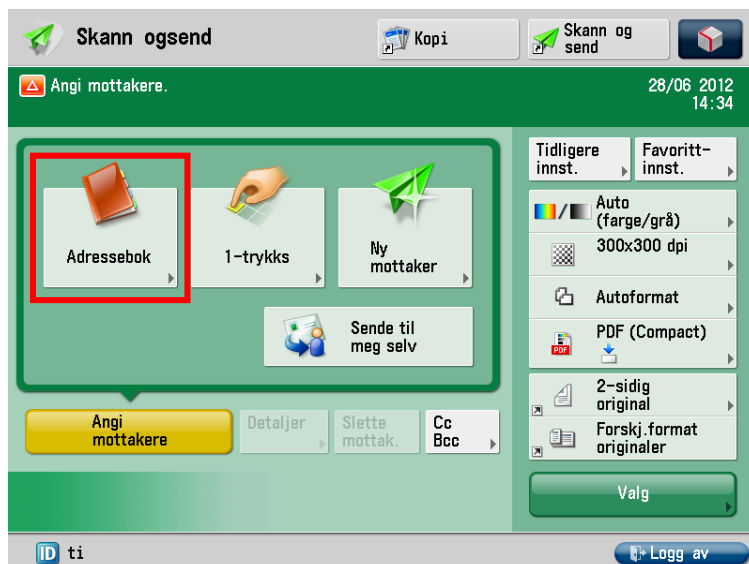 Skann ogsend
Kopi
Skann og
send
Angi mottakere.
28/06 2012
14:34
Adressebok
1-trykks
Ny
mottaker
Sende til
meg selv
Angi
mottakere
Detaljer
Slette
mottak.
Cc
Bcc
Tidligere
innst.
Favoritt-
innst.
Auto
(farge/grå)
300x300 dpi
Autoformat
PDF
PDF (Compact)
2-sidig
original
Forskj.format
originaler
Valg
ID ti
Logg av